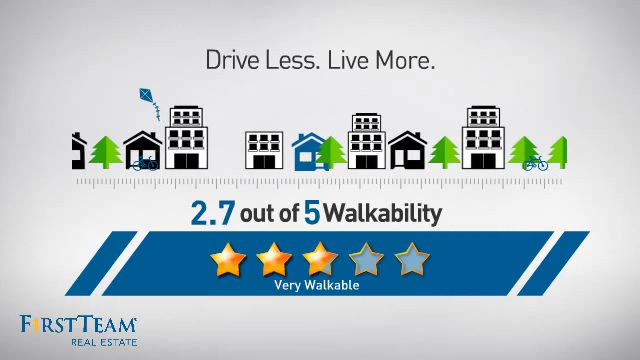 Drive Less. Live More.
2.7 out of 5 Walkability
Very Walkable
FIRSTTEAM®
REAL ESTATE